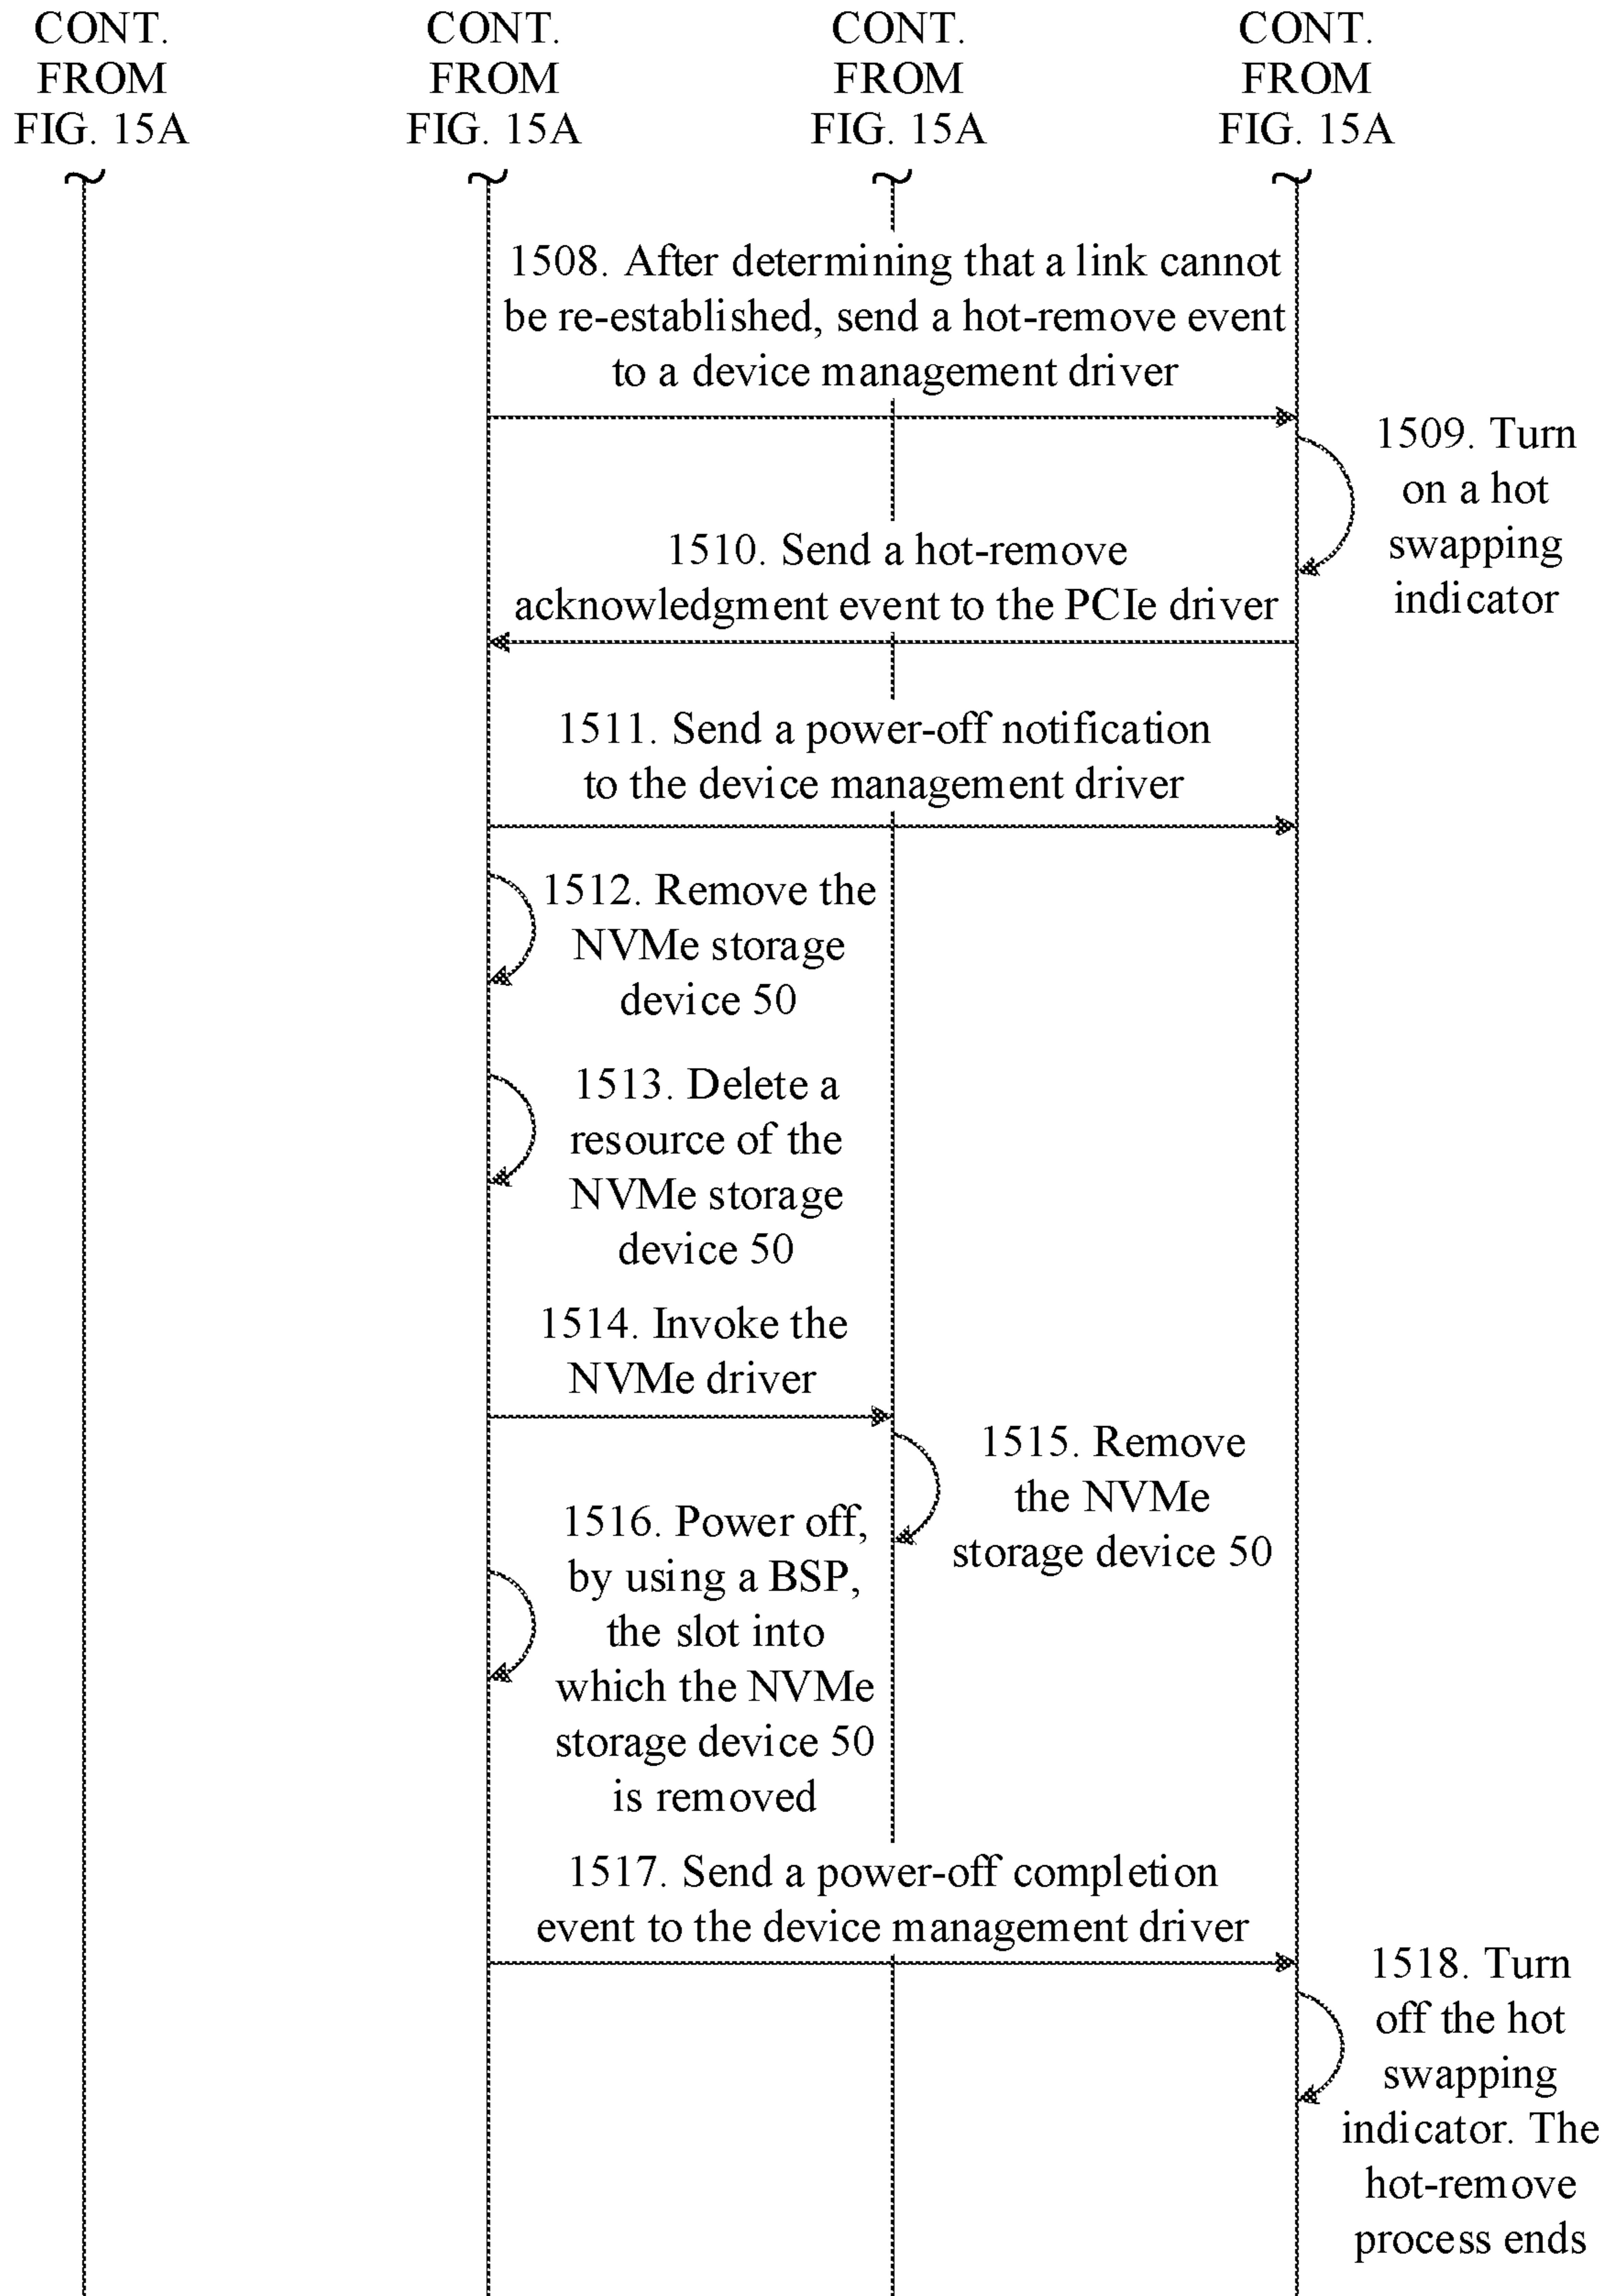 CONT.
FROM
FIG. 15A
CONT.
FROM
FIG. 15A
CONT.
FROM
FIG. 15A
CONT.
FROM
FIG. 15A
1508. After determining that a link cannot
be re-established, send a hot-remove event
to a device management driver
1509. Turn
on a hot
swapping
indicator
1510. Send a hot-remove
acknowledgment event to the PCIe driver
1511. Send a power-off notification
to the device management driver
1512. Remove the
NVMe storage
device 50
1513. Delete a
resource of the
NVMe storage
device 50
1514. Invoke the
NVMe driver
1515. Remove
the NVMe
storage device 50
1516. Power off,
by using a BSP,
the slot into
which the NVMe
storage device 50
is removed
1517. Send a power-off completion
event to the device management driver
1518. Turn
off the hot
swapping
indicator. The
hot-remove
process ends